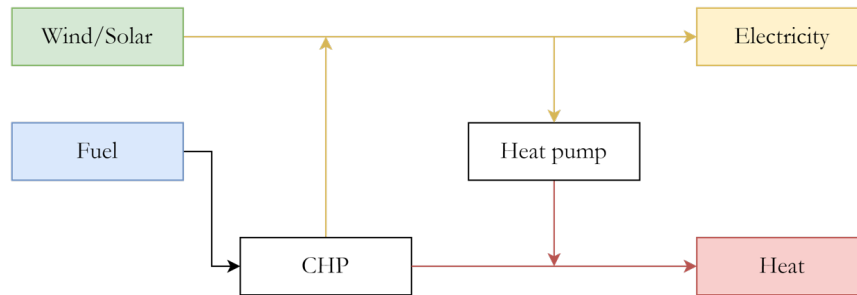 Wind/Solar
Electricity
Fuel
Heat pump
CHP
Heat